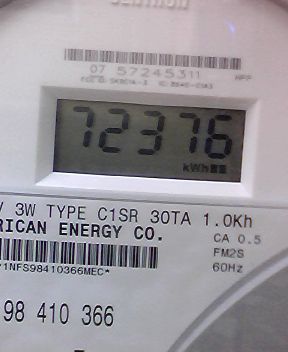 CENTRON
07 57245311
72376
kWh
V 3W TYPE C1SR 30TA 1.0Kh
RICAN ENERGY CO.
CA 0.5
FM2S
60Hz
*1NFS98410366MEC*
98 410 366